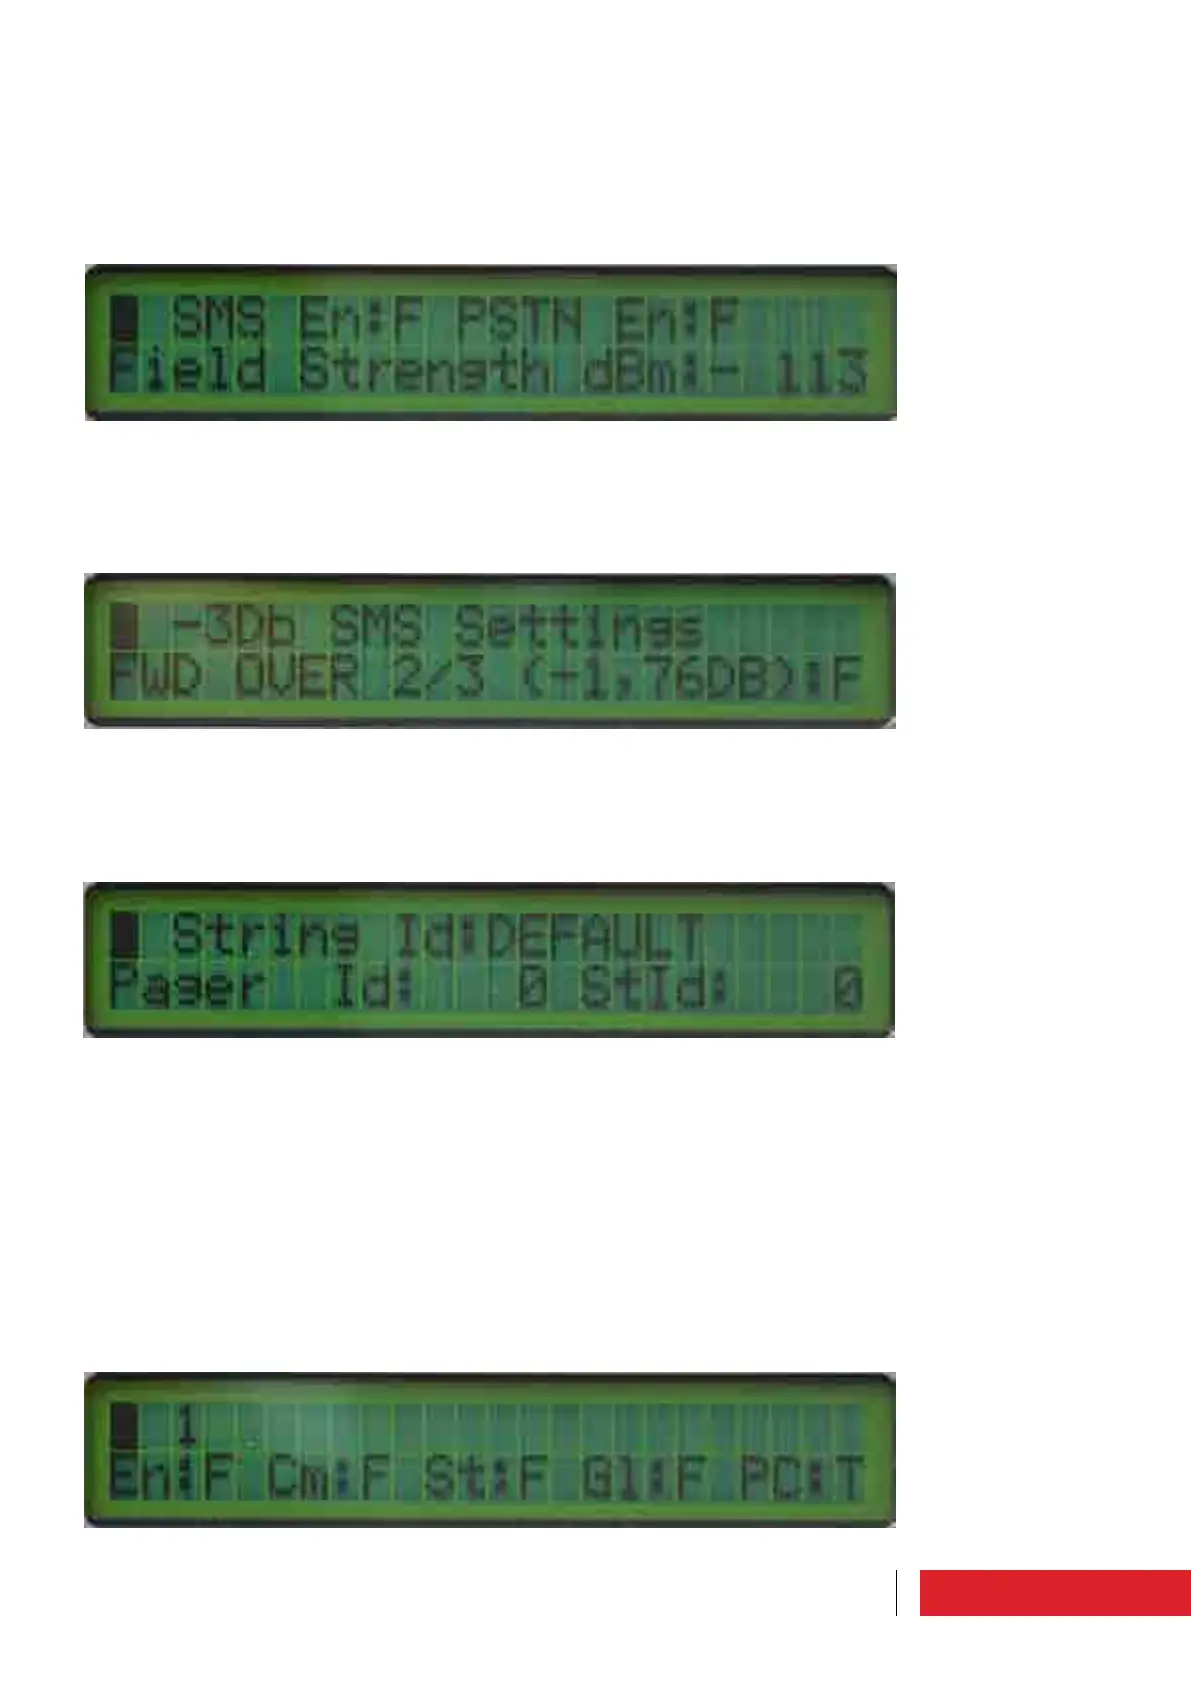 SMS En:F PSTN En:F
Field Strength dBm:- 113
-3Db SMS Settings
FWD OVER 2/3 (+1,76DB):F
String Id:DEFAULT
Pager Id: 0 StId: 0
1
En:F Cm:F St:F Gl:F PC:T